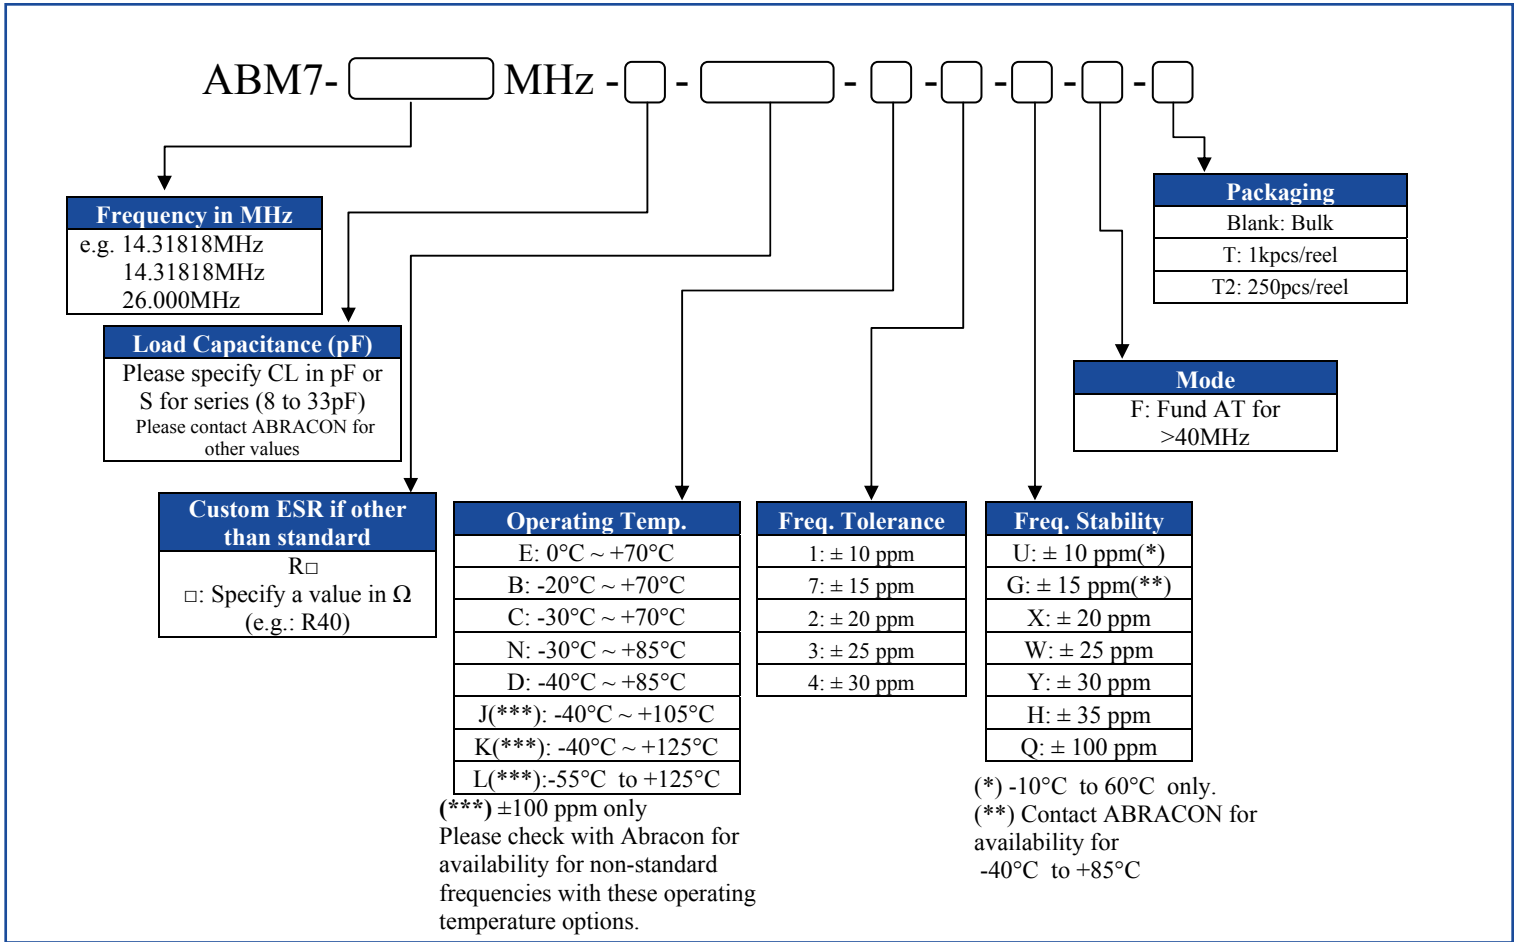 ABM7- MHz - - - - - - -
Frequency in MHz
e.g. 14.31818MHz
14.31818MHz
26.000MHz
Load Capacitance (pF)
Please specify CL in pF or
S for series (8 to 33pF)
Please contact ABRACON for
other values
Custom ESR if other
than standard
R□
□: Specify a value in Ω
(e.g.: R40)
Operating Temp.
E: 0°C ~ +70°C
B: -20°C ~ +70°C
C: -30°C ~ +70°C
N: -30°C ~ +85°C
D: -40°C ~ +85°C
J(***): -40°C ~ +105°C
K(***): -40°C ~ +125°C
L(***):-55°C to +125°C
(***) ±100 ppm only
Please check with Abracon for
availability for non-standard
frequencies with these operating
temperature options.
Freq. Tolerance
1: ± 10 ppm
7: ± 15 ppm
2: ± 20 ppm
3: ± 25 ppm
4: ± 30 ppm
Freq. Stability
U: ± 10 ppm(*)
G: ± 15 ppm(**)
X: ± 20 ppm
W: ± 25 ppm
Y: ± 30 ppm
H: ± 35 ppm
Q: ± 100 ppm
(*) -10°C to 60°C only.
(**) Contact ABRACON for
availability for
-40°C to +85°C
Mode
F: Fund AT for
>40MHz
Packaging
Blank: Bulk
T: 1kpcs/reel
T2: 250pcs/reel